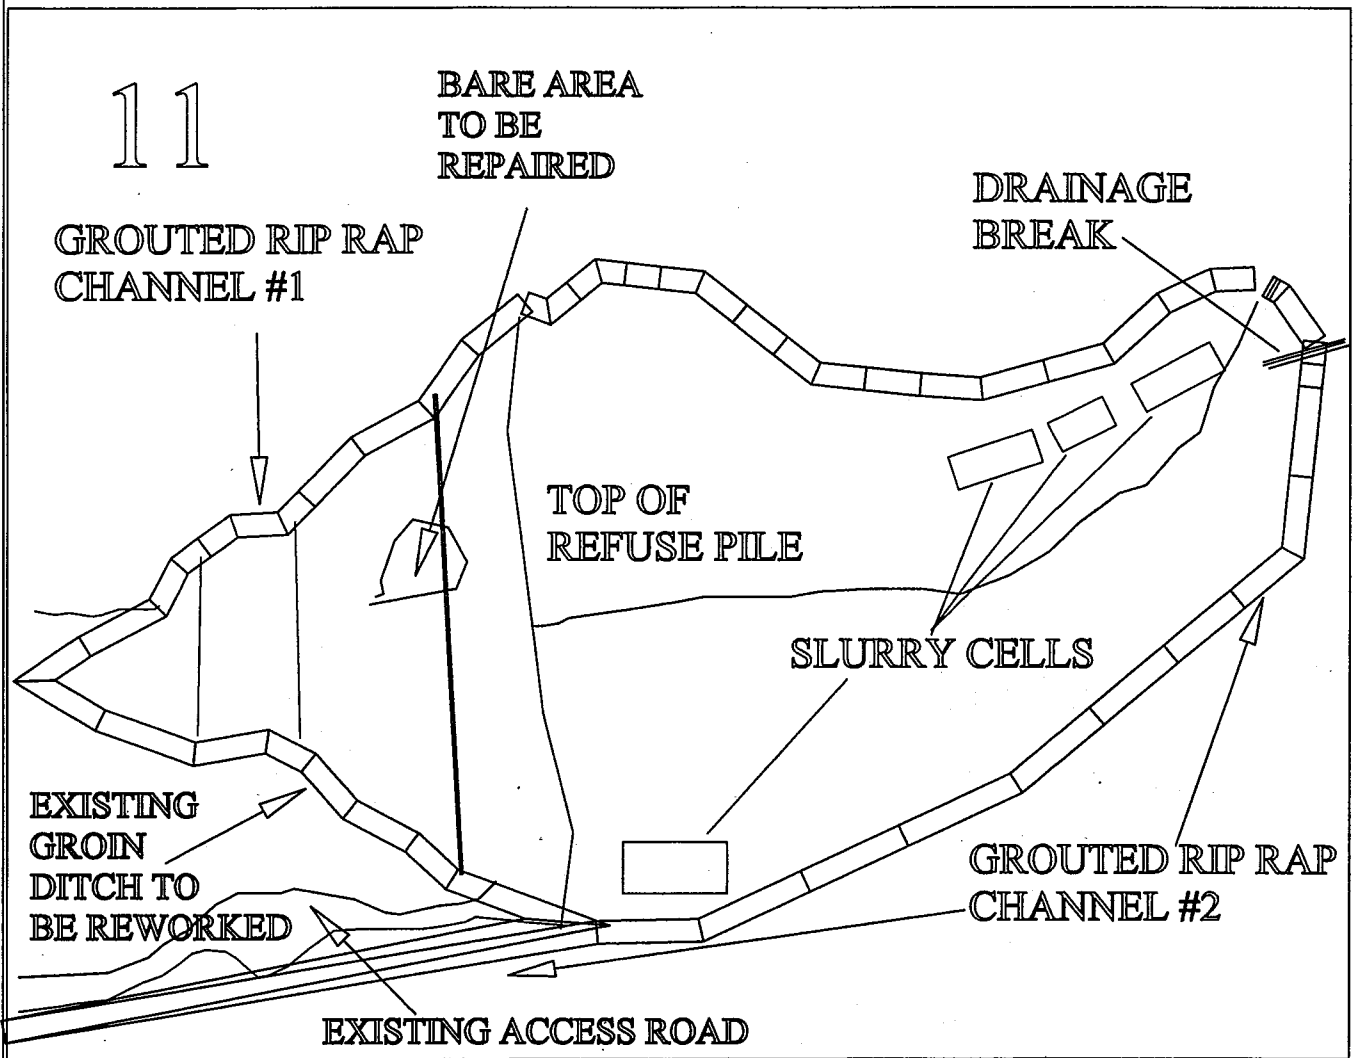 11
BARE AREA
TO BE
REPAIRED
GROUTED RIP RAP
CHANNEL #1
DRAINAGE
BREAK
TOP OF
REFUSE PILE
SLURRY CELLS
EXISTING
GROIN
DITCH TO
BE REWORKED
GROUTED RIP RAP
CHANNEL #2
EXISTING ACCESS ROAD